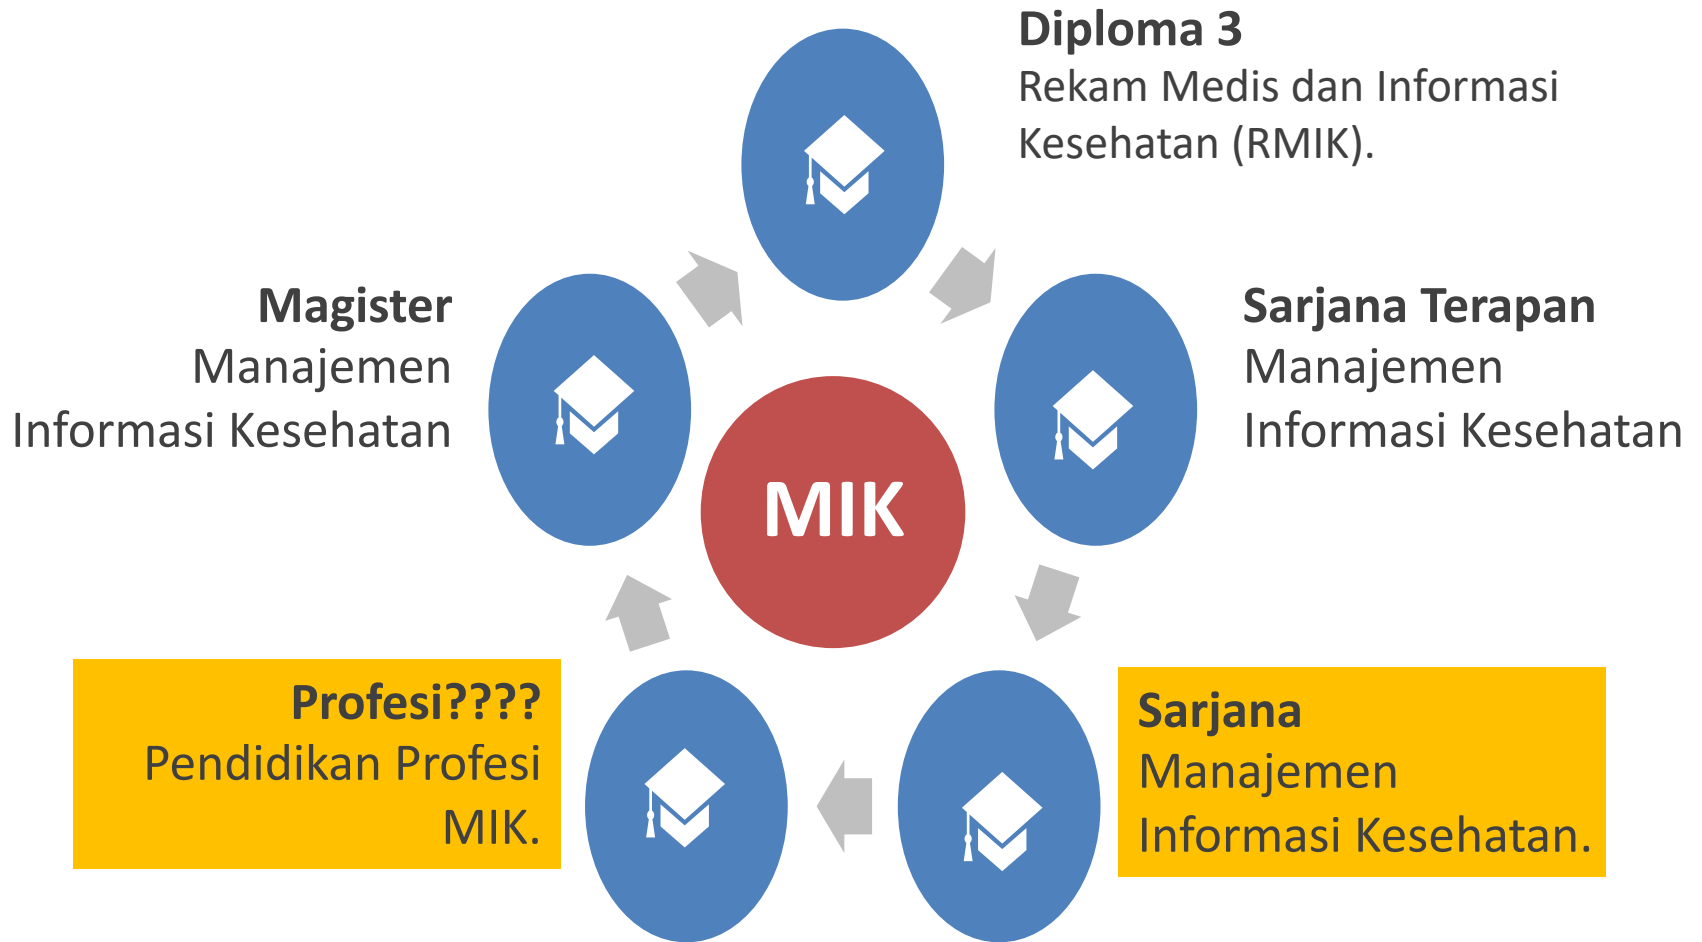 Diploma 3
Rekam Medis dan Informasi
Kesehatan (RMIK).
Sarjana Terapan
Manajemen
Informasi Kesehatan
Sarjana
Manajemen
Informasi Kesehatan.
Profesi????
Pendidikan Profesi
MIK.
Magister
Manajemen
Informasi Kesehatan
MIK